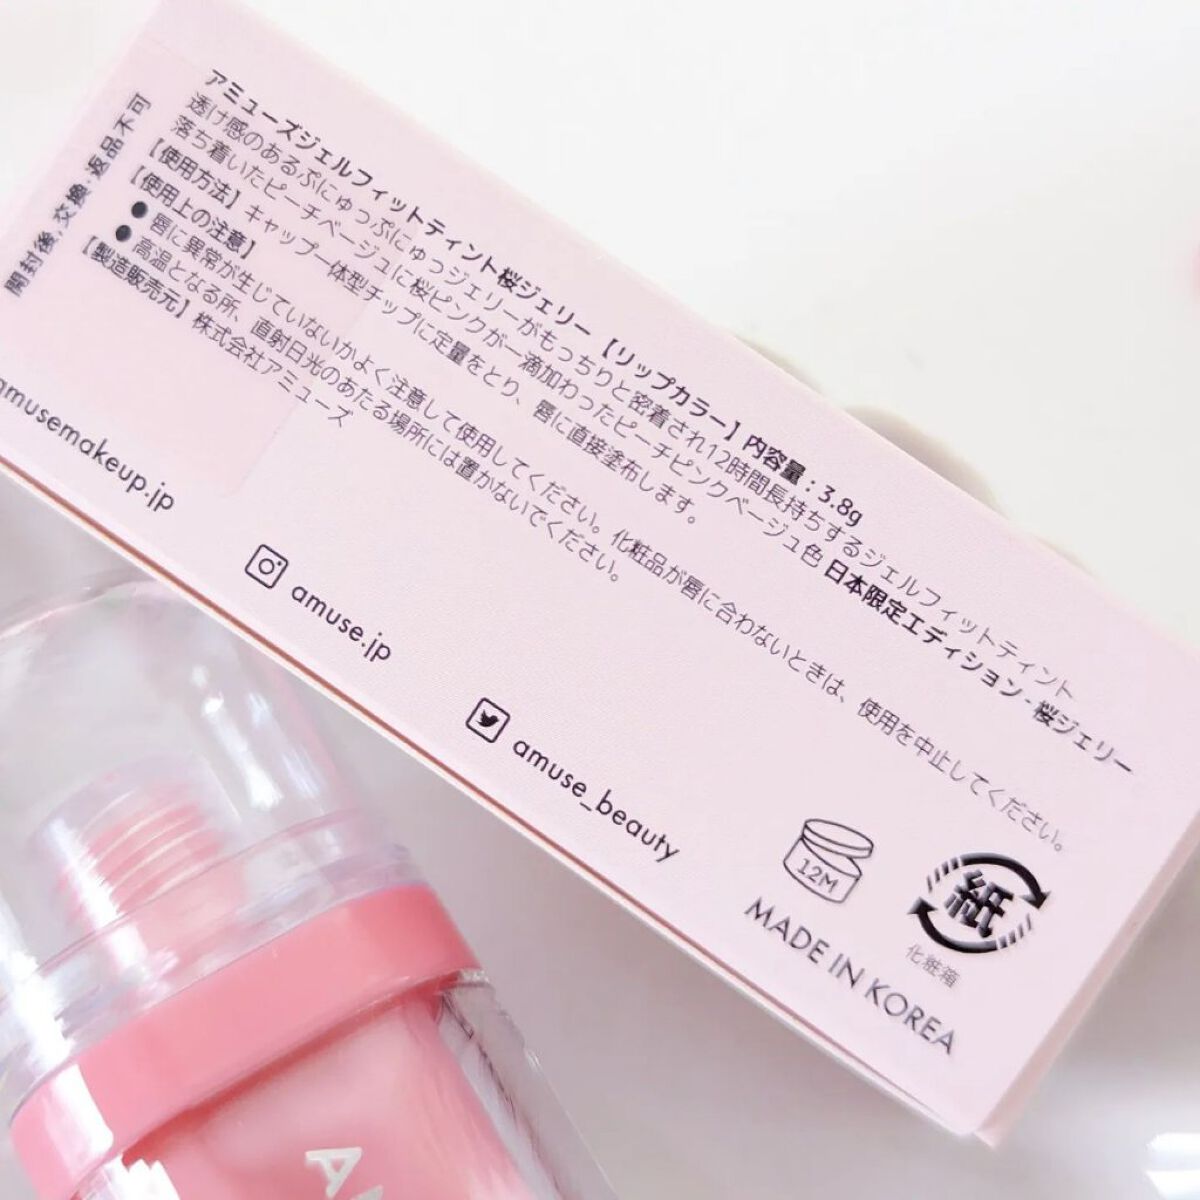 アミューズジェルフィットティント桜ジェリー 【リップカラー】内容量：3.8g
透け感のあるぷにゅっぷにゅっジェリーがもっちりと密着され12時間長持ちするジェルフィットティント
落ち着いたピーチベージュに桜ピンクが一滴加わったピーチピンクベージュ色 日本限定エディション - 桜ジェリー
【使用方法】キャップ一体型チップに定量をとり、唇に直接塗布します。
【使用上の注意】
● 唇に異常が生じていないかよく注意して使用してください。化粧品が唇に合わないときは、使用を中止してください。
● 高温となる所、直射日光のあたる場所には置かないでください。
【製造販売元】株式会社アミューズ
開封後 交換・返品不可
amusemakeup.jp
amuse.jp
amuse_beauty
12M
紙
化粧箱
MADE IN KOREA